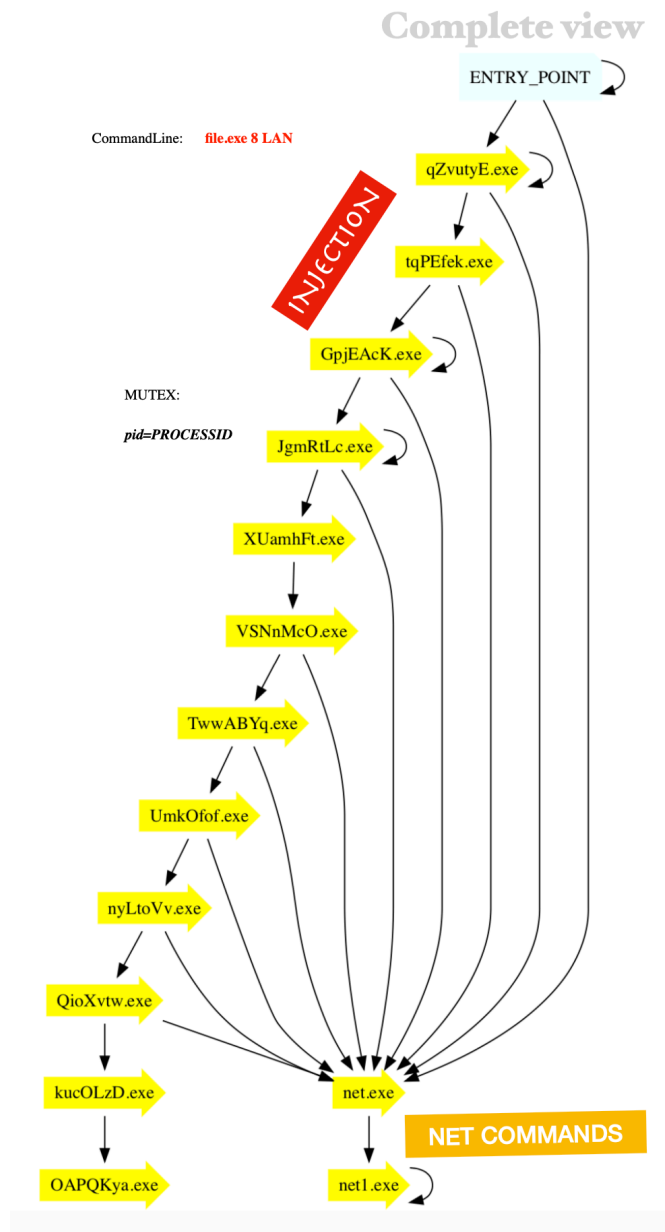 Complete view
ENTRY_POINT
CommandLine: file.exe 8 LAN
qZvutyE.exe
INJECTION
tqPEfek.exe
GpjEAcK.exe
MUTEX:
pid=PROCESSID
JgmRtLc.exe
XUamhFt.exe
VSNnMcO.exe
TwwABYq.exe
UmkOfof.exe
nyLtoVv.exe
QioXvtw.exe
kucOLzD.exe
net.exe
NET COMMANDS
OAPQKya.exe
net1.exe